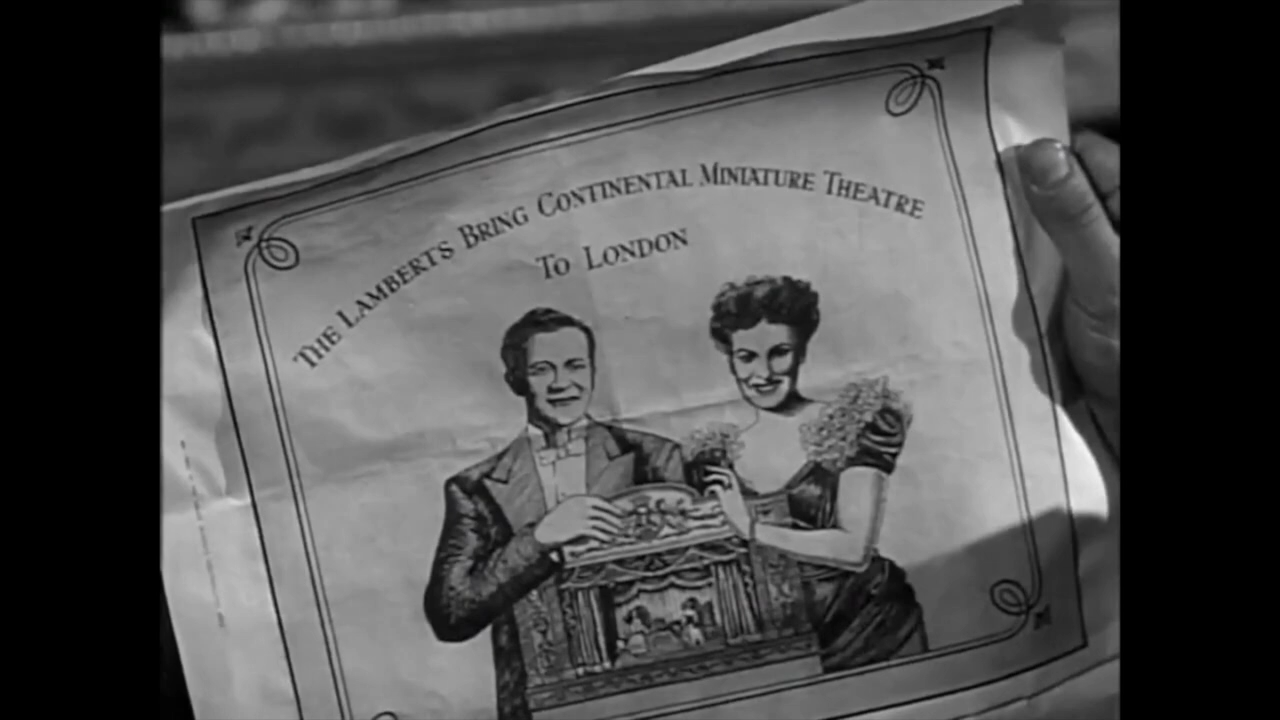 THE LAMBERTS BRING CONTINENTAL MINIATURE THEATRE
TO LONDON